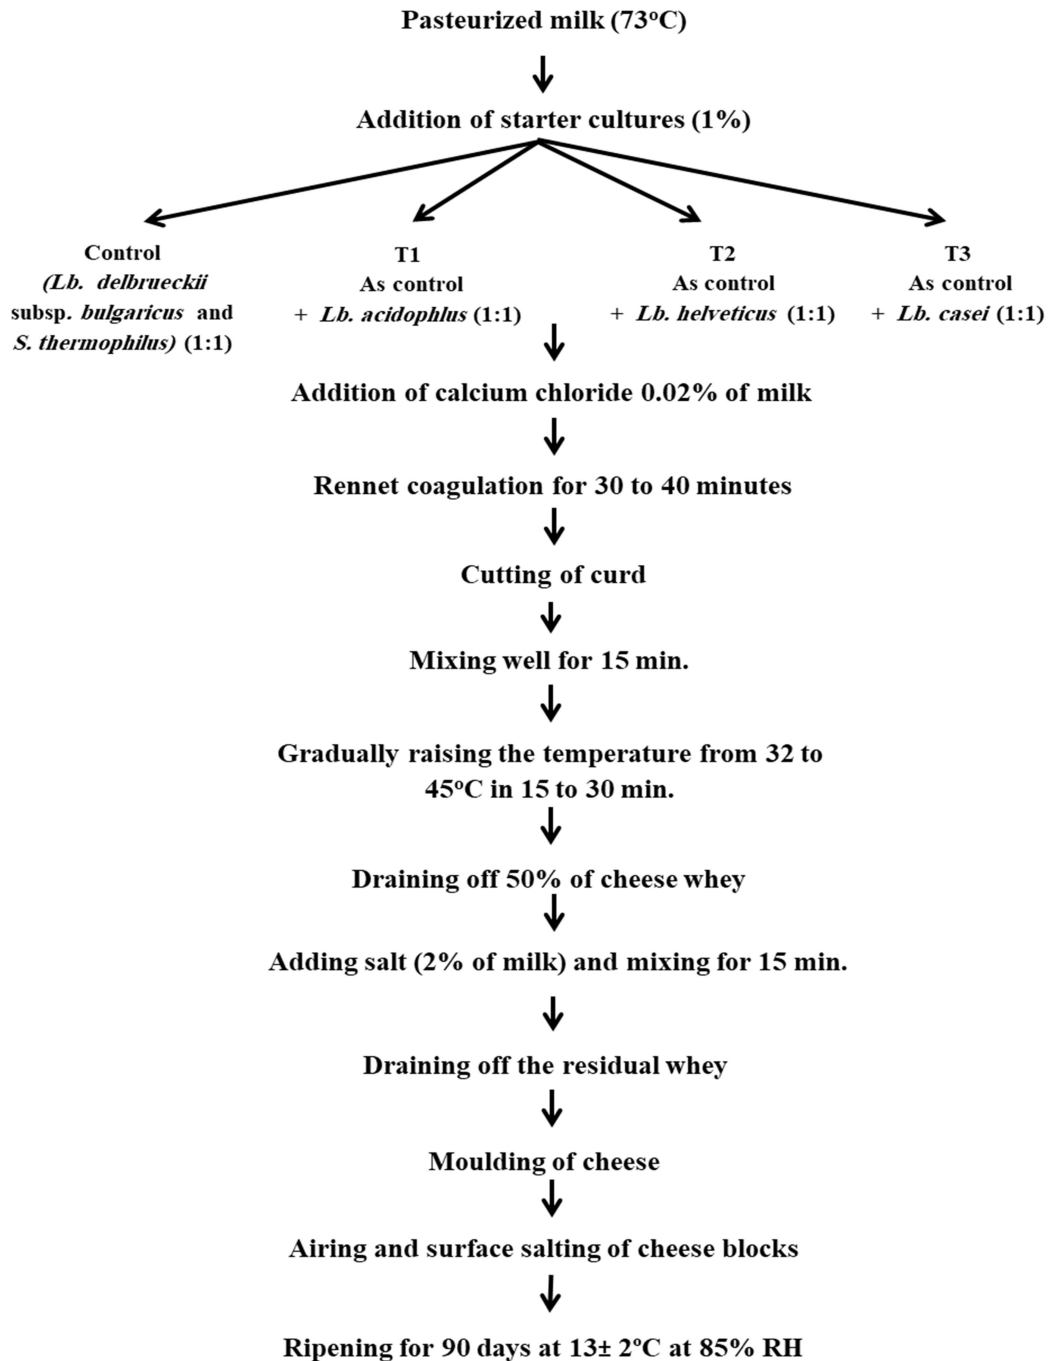 Pasteurized milk (73°C)
Addition of starter cultures (1%)
Control
(Lb. delbrueckii
subsp. bulgaricus and
S. thermophilus) (1:1)
T1
As control
+ Lb. acidophlus (1:1)
T2
As control
+ Lb. helveticus (1:1)
T3
As control
+ Lb. casei (1:1)
Addition of calcium chloride 0.02% of milk
Rennet coagulation for 30 to 40 minutes
Cutting of curd
Mixing well for 15 min.
Gradually raising the temperature from 32 to
45°C in 15 to 30 min.
Draining off 50% of cheese whey
Adding salt (2% of milk) and mixing for 15 min.
Draining off the residual whey
Moulding of cheese
Airing and surface salting of cheese blocks
Ripening for 90 days at 13± 2°C at 85% RH